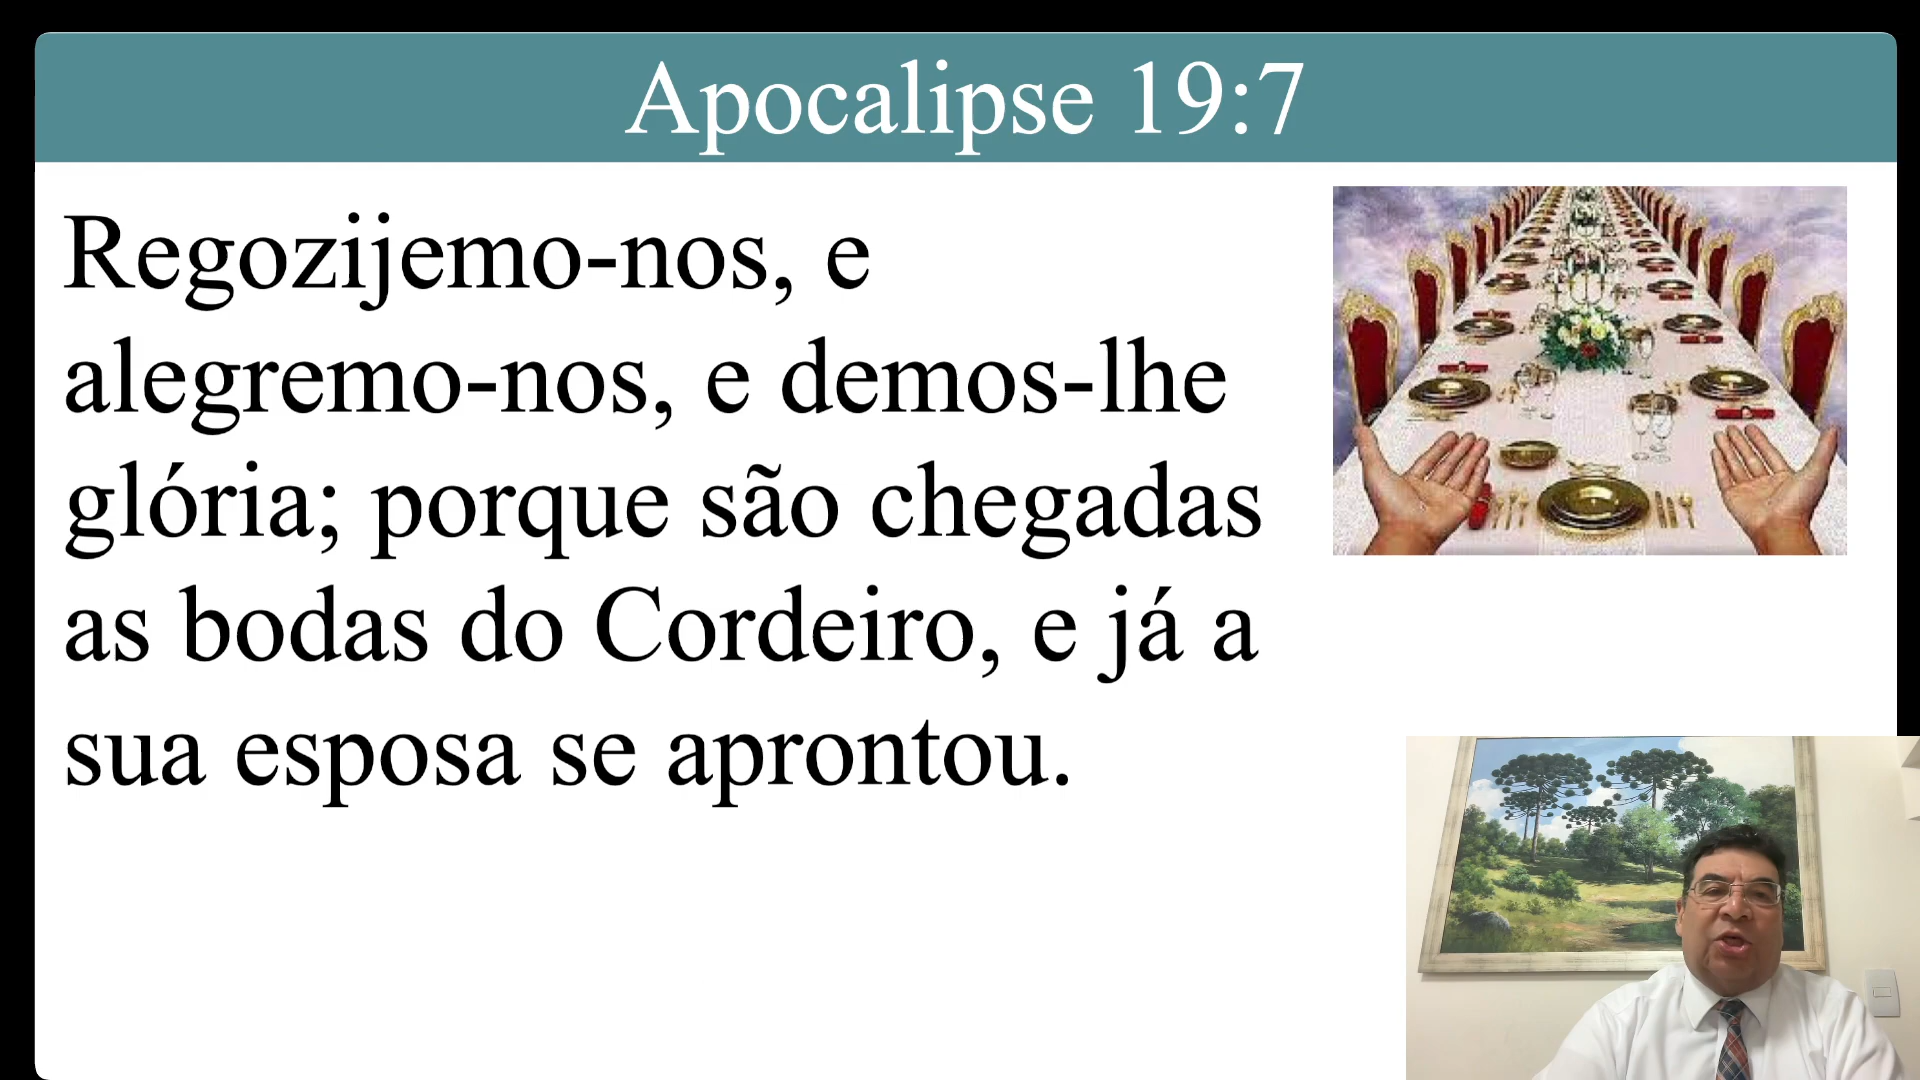 Apocalipse 19:7
Regozijemo-nos, e
alegremo-nos, e demos-lhe
glória; porque são chegadas
as bodas do Cordeiro, e já a
sua esposa se aprontou.